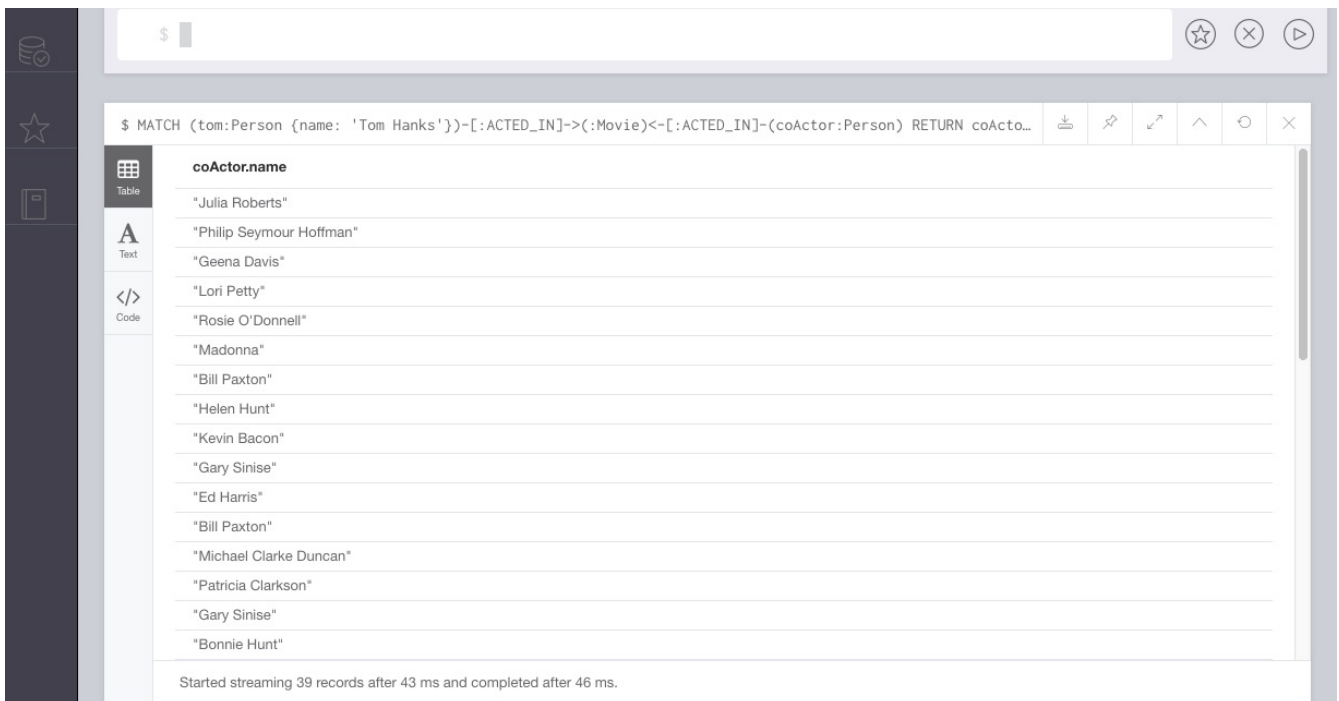 $
$ MATCH (tom:Person {name: 'Tom Hanks'})-[:ACTED_IN]->(:Movie)<-[:ACTED_IN]-(coActor:Person) RETURN coActo…
Table
Text
Code
coActor.name
"Julia Roberts"
"Philip Seymour Hoffman"
"Geena Davis"
"Lori Petty"
"Rosie O'Donnell"
"Madonna"
"Bill Paxton"
"Helen Hunt"
"Kevin Bacon"
"Gary Sinise"
"Ed Harris"
"Bill Paxton"
"Michael Clarke Duncan"
"Patricia Clarkson"
"Gary Sinise"
"Bonnie Hunt"
Started streaming 39 records after 43 ms and completed after 46 ms.